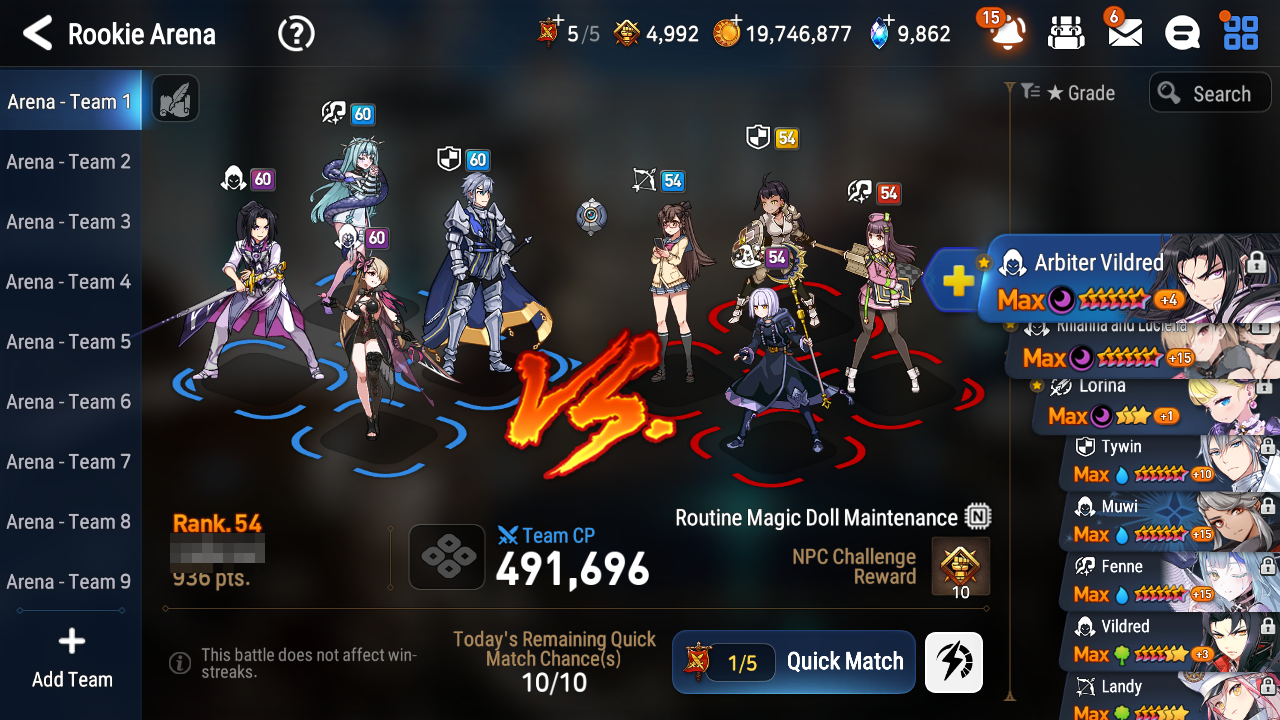 Rookie Arena
?
5/5
4,992
19,746,877
9,862
15
6
Arena - Team 1
Arena - Team 2
Arena - Team 3
Arena - Team 4
Arena - Team 5
Arena - Team 6
Arena - Team 7
Arena - Team 8
Arena - Team 9
Add Team
60
60
60
60
54
54
54
54
VS.
Rank. 54
936 pts.
Team CP
491,696
Routine Magic Doll Maintenance N
NPC Challenge
Reward
10
This battle does not affect win-
streaks.
Today's Remaining Quick
Match Chance(s)
10/10
1/5
Quick Match
Grade
Search
Arbiter Vildred
Max +4
Rhianna and Luciella
Max +15
Lorina
Max +1
Tywin
Max +10
Muwi
Max +15
Fenne
Max +15
Vildred
Max +3
Landy
Max